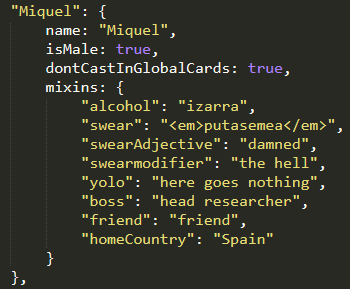 "Miquel": {
    name: "Miquel",
    isMale: true,
    dontCastInGlobalCards: true,
    mixins: {
        "alcohol": "izarra",
        "swear": "<em>putasemea</em>",
        "swearAdjective": "damned",
        "swearmodifier": "the hell",
        "yolo": "here goes nothing",
        "boss": "head researcher",
        "friend": "friend",
        "homeCountry": "Spain"
    }
},